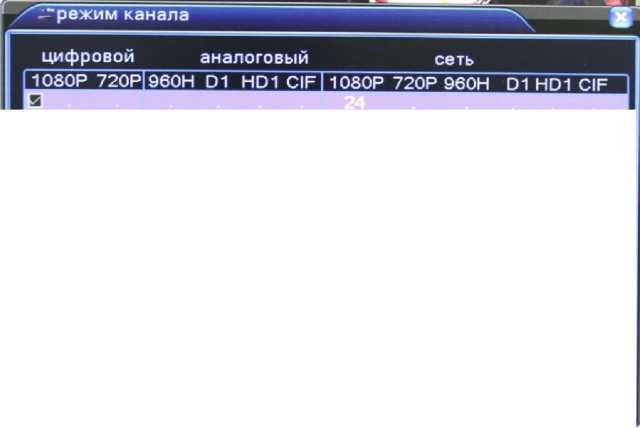 режим канала
цифровой аналоговый сеть
1080P 720P 960H D1 HD1 CIF 1080P 720P 960H D1 HD1 CIF
24